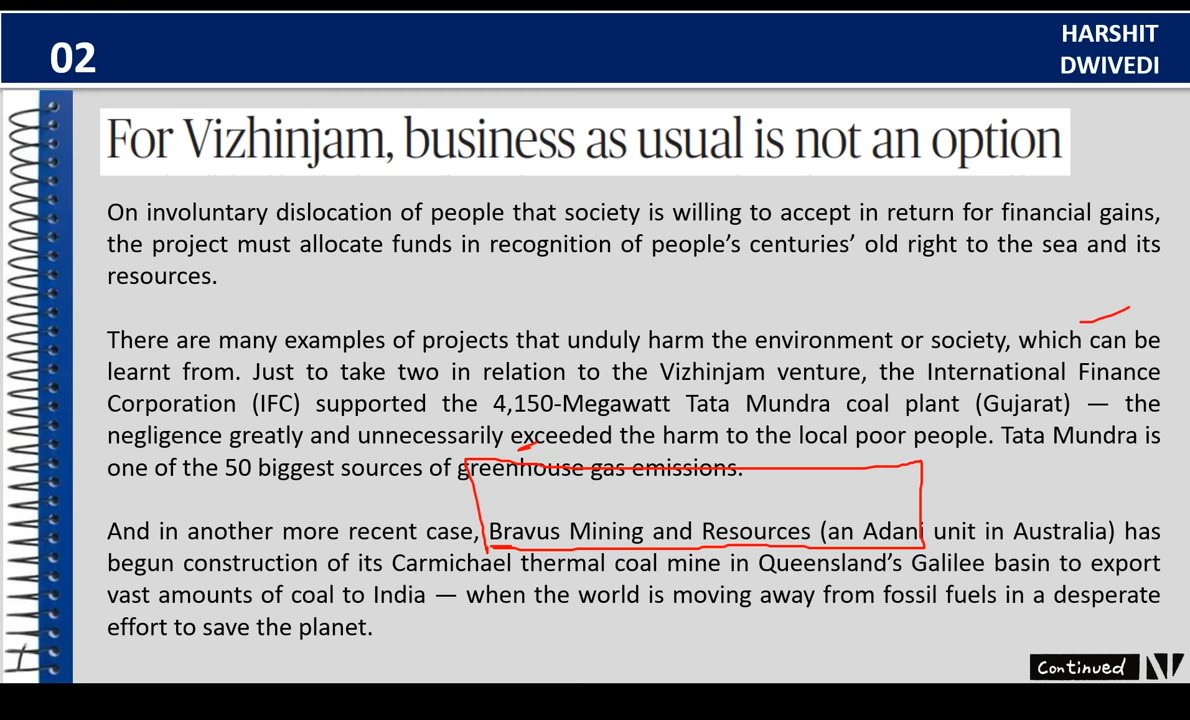 02
HARSHIT
DWIVEDI
For Vizhinjam, business as usual is not an option
On involuntary dislocation of people that society is willing to accept in return for financial gains,
the project must allocate funds in recognition of people’s centuries’ old right to the sea and its
resources.
There are many examples of projects that unduly harm the environment or society, which can be
learnt from. Just to take two in relation to the Vizhinjam venture, the International Finance
Corporation (IFC) supported the 4,150-Megawatt Tata Mundra coal plant (Gujarat) — the
negligence greatly and unnecessarily exceeded the harm to the local poor people. Tata Mundra is
one of the 50 biggest sources of greenhouse gas emissions.
And in another more recent case, Bravus Mining and Resources (an Adani unit in Australia) has
begun construction of its Carmichael thermal coal mine in Queensland’s Galilee basin to export
vast amounts of coal to India — when the world is moving away from fossil fuels in a desperate
effort to save the planet.
Continued